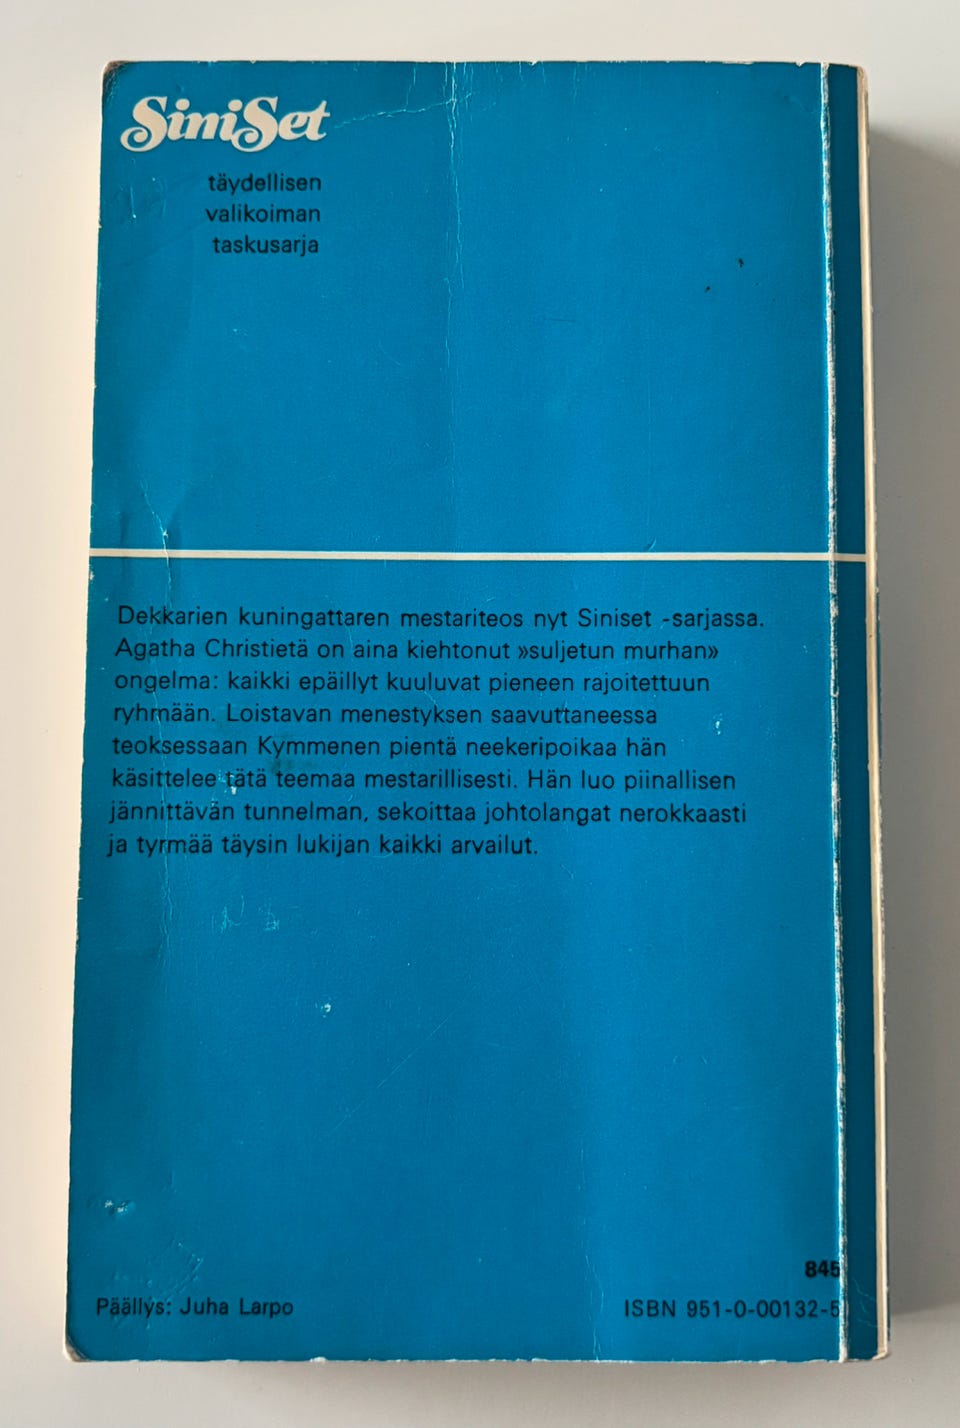 SiniSet
täydellisen
valikoiman
taskusarja
Dekkarien kuningattaren mestariteos nyt Siniset -sarjassa.
Agatha Christietä on aina kiehtonut »suljetun murhan»
ongelma: kaikki epäillyt kuuluvat pieneen rajoitettuun
ryhmään. Loistavan menestyksen saavuttaneessa
teoksessaan Kymmenen pientä neekeripoikaa hän
käsittelee tätä teemaa mestarillisesti. Hän luo piinallisen
jännittävän tunnelman, sekoittaa johtolangat nerokkaasti
ja tyrmää täysin lukijan kaikki arvailut.
845
Päällys: Juha Larpo
ISBN 951-0-00132-5